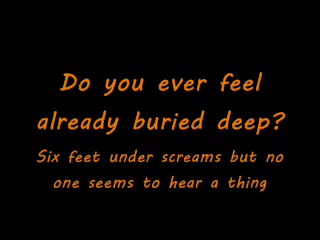 Do you ever feel
already buried deep?
Six feet under screams but no
one seems to hear a thing